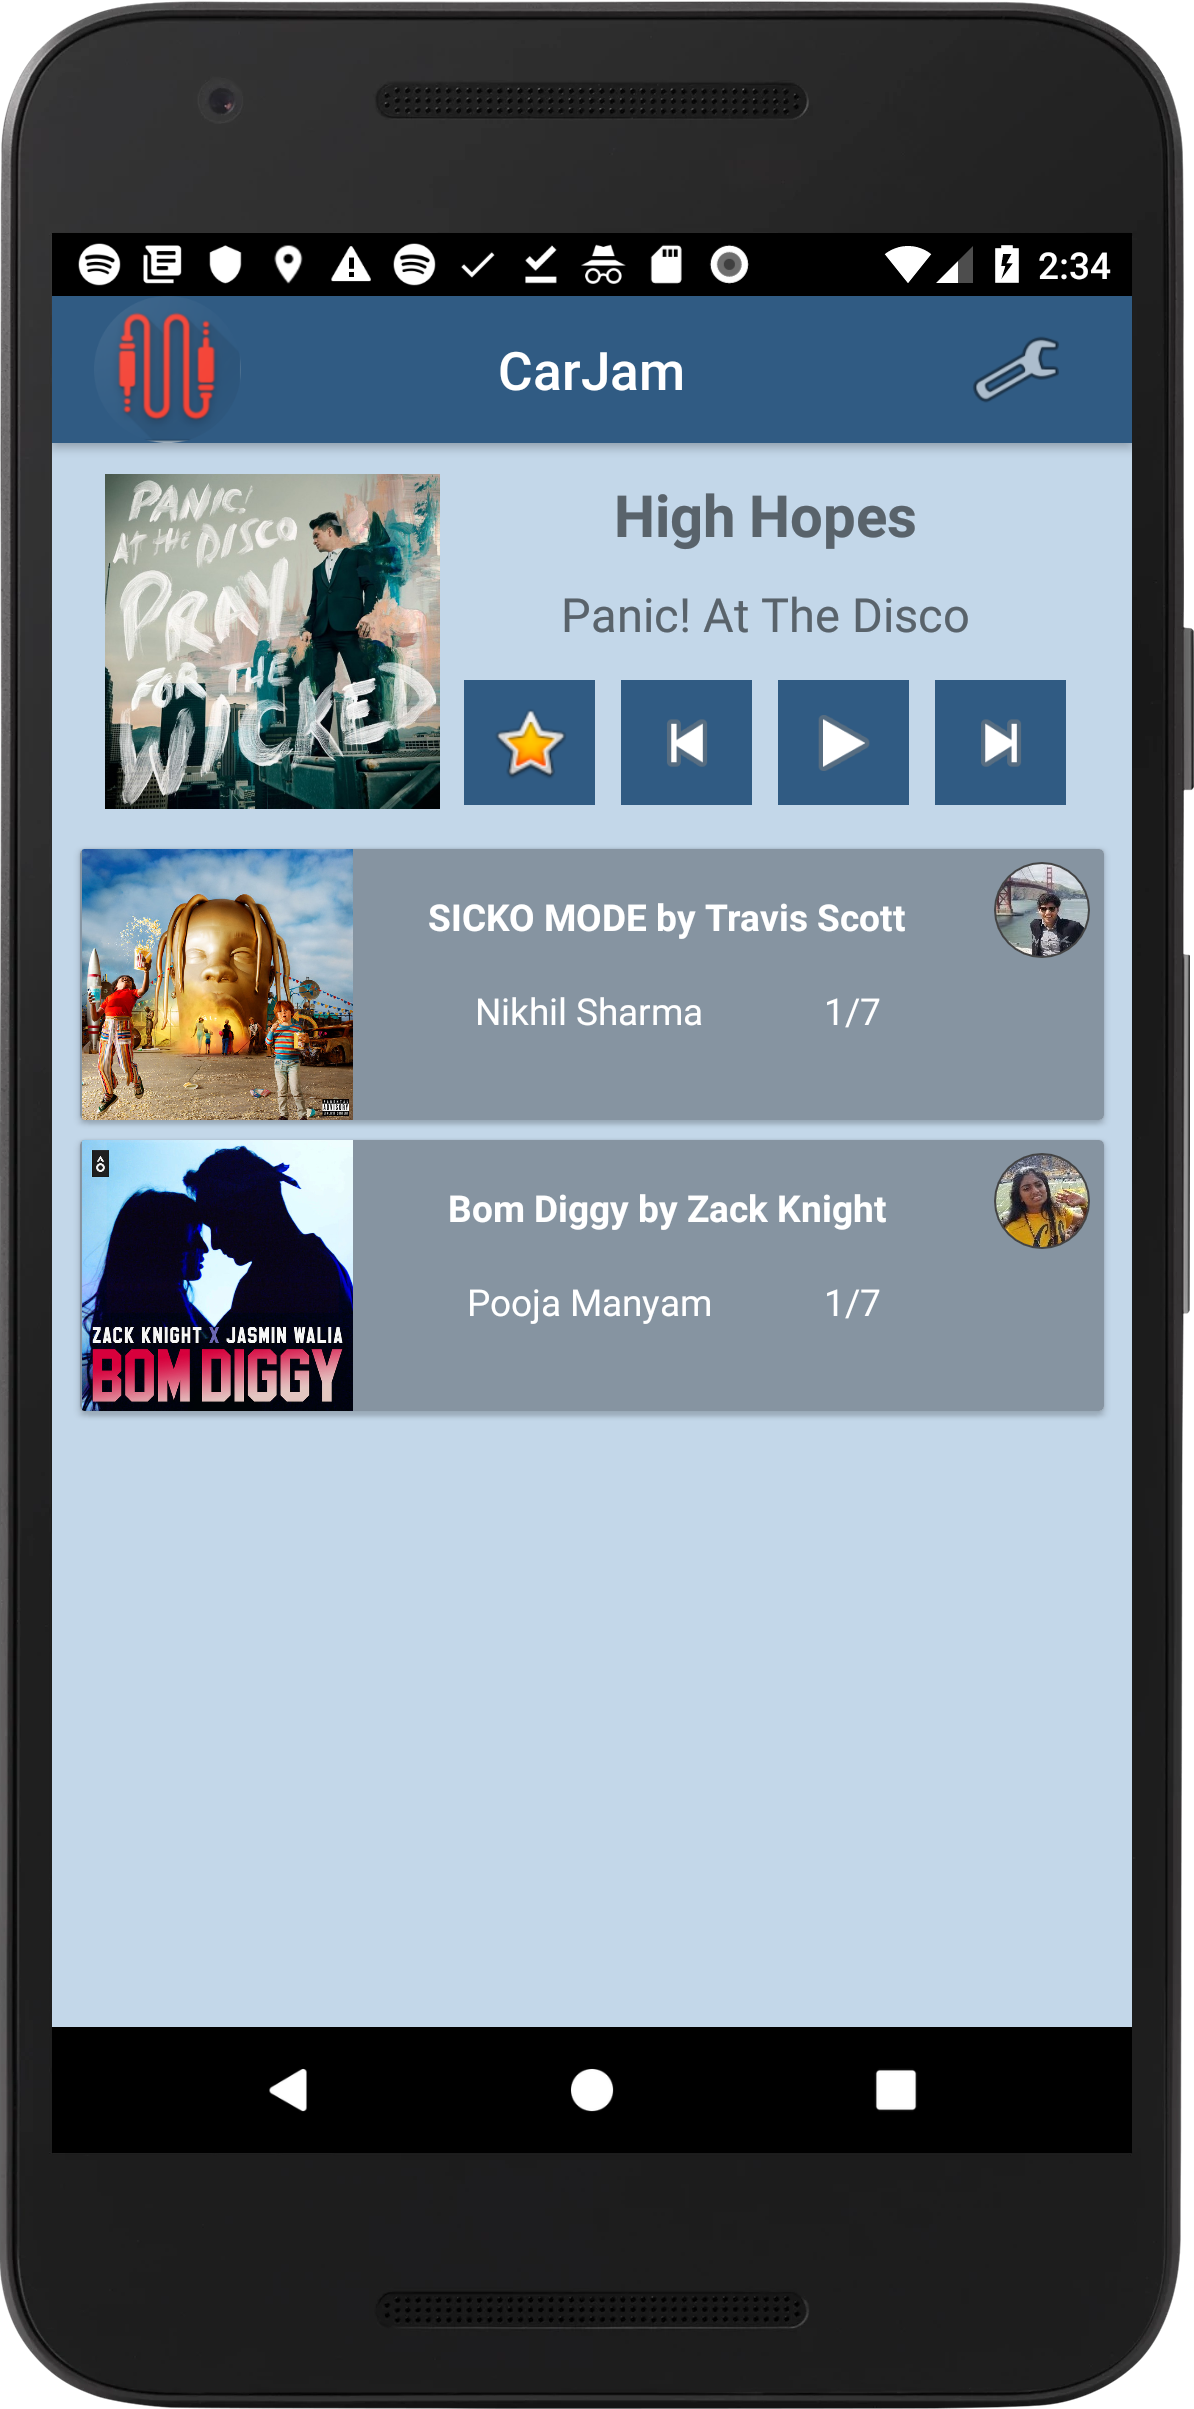 2:34
CarJam
PANIC!
AT THE DISCO
PRAY
FOR THE
WICKED
High Hopes
Panic! At The Disco
SICKO MODE by Travis Scott
Nikhil Sharma 1/7
Bom Diggy by Zack Knight
Pooja Manyam 1/7
ZACK KNIGHT X JASMIN WALIA
BOM DIGGY